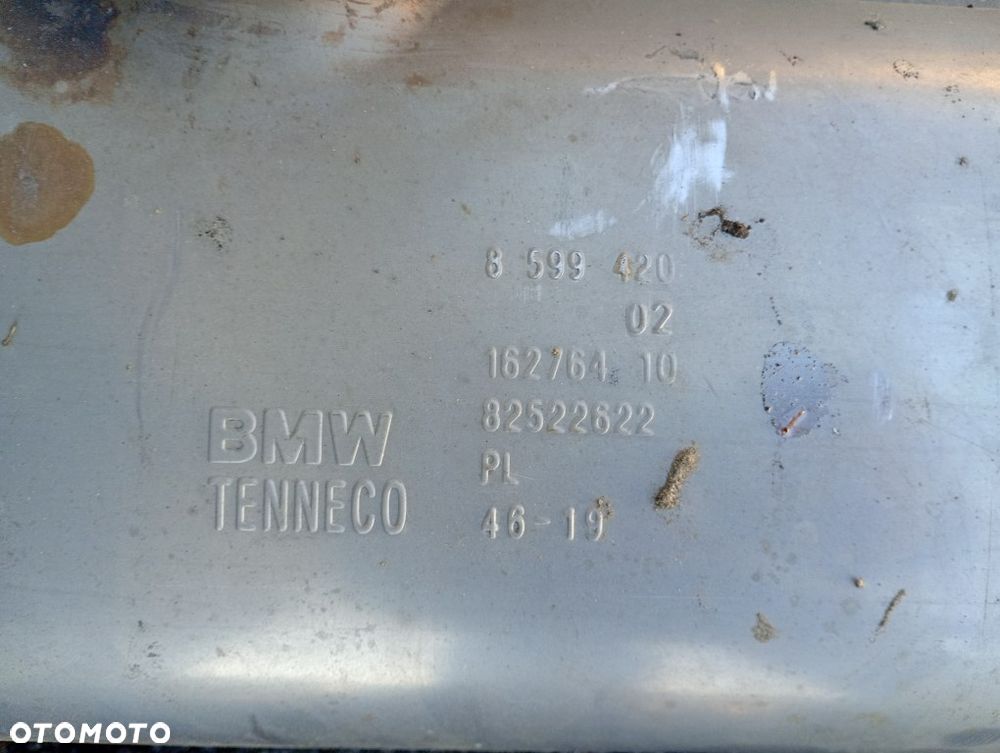 8 599 420
02
162764 10
82522622
PL
46-19
BMW
TENNECO
OTOMOTO